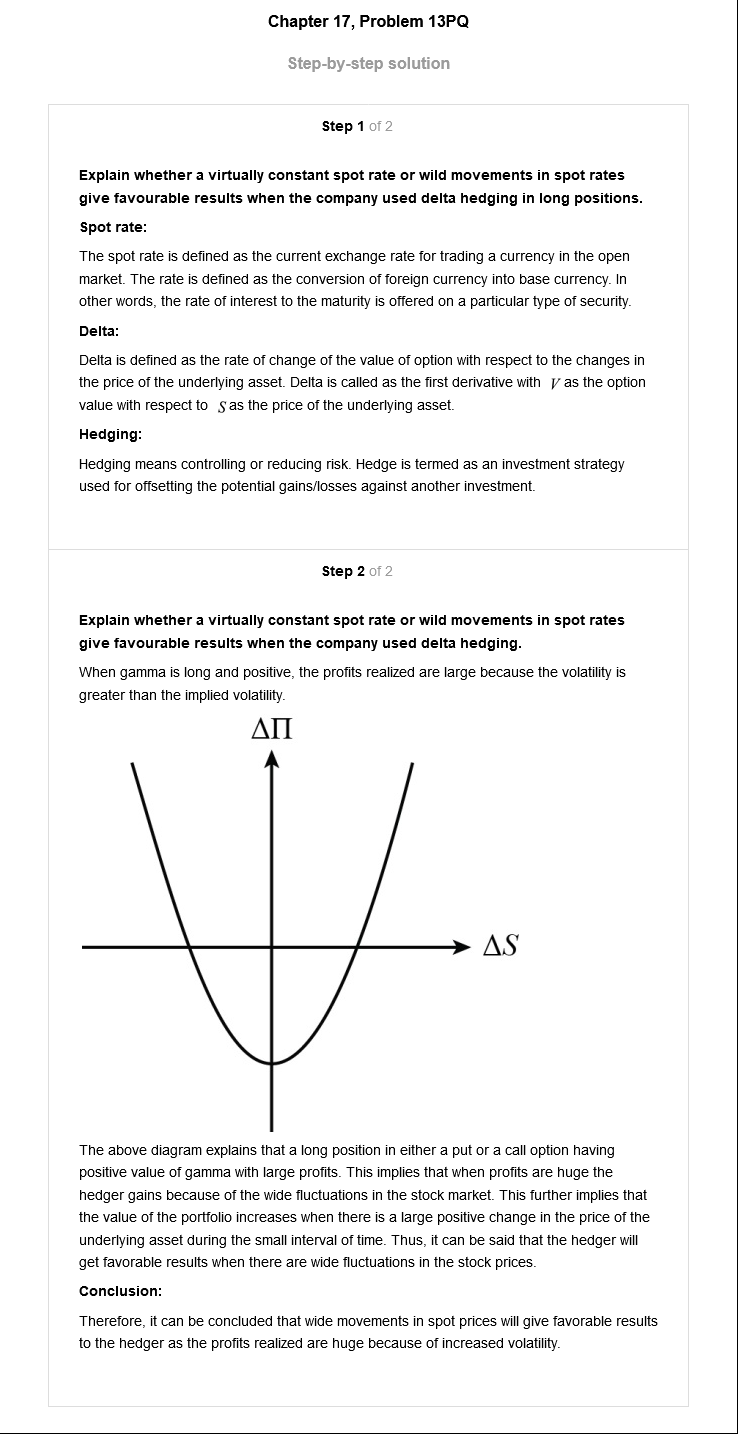 Chapter 17, Problem 13PQ
Step-by-step solution
Step 1 of 2
Explain whether a virtually constant spot rate or wild movements in spot rates
give favourable results when the company used delta hedging in long positions.
Spot rate:
The spot rate is defined as the current exchange rate for trading a currency in the open
market. The rate is defined as the conversion of foreign currency into base currency. In
other words, the rate of interest to the maturity is offered on a particular type of security.
Delta:
Delta is defined as the rate of change of the value of option with respect to the changes in
the price of the underlying asset. Delta is called as the first derivative with V as the option
value with respect to S as the price of the underlying asset.
Hedging:
Hedging means controlling or reducing risk. Hedge is termed as an investment strategy
used for offsetting the potential gains/losses against another investment.
Step 2 of 2
Explain whether a virtually constant spot rate or wild movements in spot rates
give favourable results when the company used delta hedging.
When gamma is long and positive, the profits realized are large because the volatility is
greater than the implied volatility.
ΔΠ
ΔS
The above diagram explains that a long position in either a put or a call option having
positive value of gamma with large profits. This implies that when profits are huge the
hedger gains because of the wide fluctuations in the stock market. This further implies that
the value of the portfolio increases when there is a large positive change in the price of the
underlying asset during the small interval of time. Thus, it can be said that the hedger will
get favorable results when there are wide fluctuations in the stock prices.
Conclusion:
Therefore, it can be concluded that wide movements in spot prices will give favorable results
to the hedger as the profits realized are huge because of increased volatility.